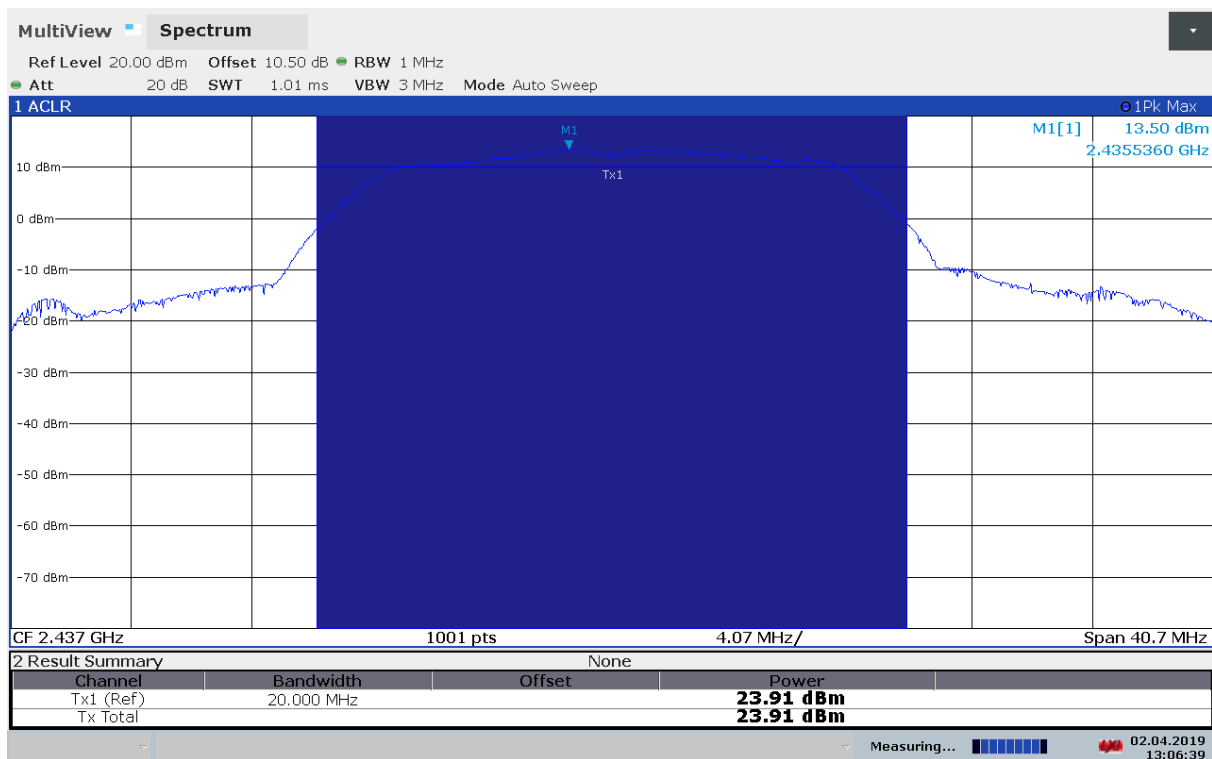 MultiView Spectrum
Ref Level 20.00 dBm Offset 10.50 dB RBW 1 MHz
Att 20 dB SWT 1.01 ms VBW 3 MHz Mode Auto Sweep
1 ACLR 1Pk Max
M1 M1[1] 13.50 dBm
2.4355360 GHz
10 dBm
Tx1
0 dBm
-10 dBm
-20 dBm
-30 dBm
-40 dBm
-50 dBm
-60 dBm
-70 dBm
CF 2.437 GHz 1001 pts 4.07 MHz/ Span 40.7 MHz
2 Result Summary None
Channel Bandwidth Offset Power
Tx1 (Ref) 20.000 MHz 23.91 dBm
Tx Total 23.91 dBm
Measuring... 02.04.2019
13:06:39